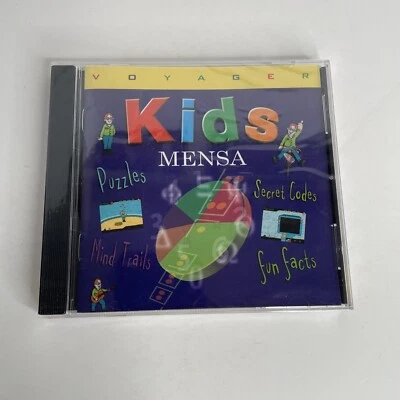 VOYAGER
Kids
MENSA
Puzzles
Secret Codes
Mind Trails
fun facts